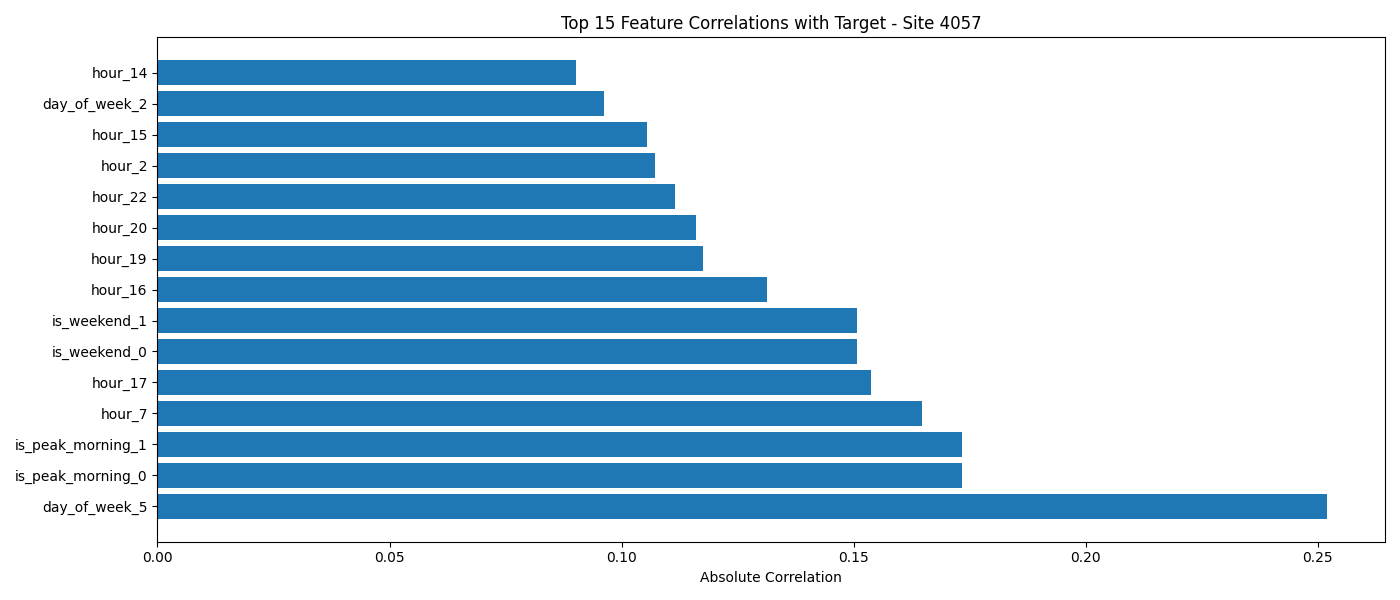 Top 15 Feature Correlations with Target - Site 4057
hour_14
day_of_week_2
hour_15
hour_2
hour_22
hour_20
hour_19
hour_16
is_weekend_1
is_weekend_0
hour_17
hour_7
is_peak_morning_1
is_peak_morning_0
day_of_week_5
0.00 0.05 0.10 0.15 0.20 0.25
Absolute Correlation